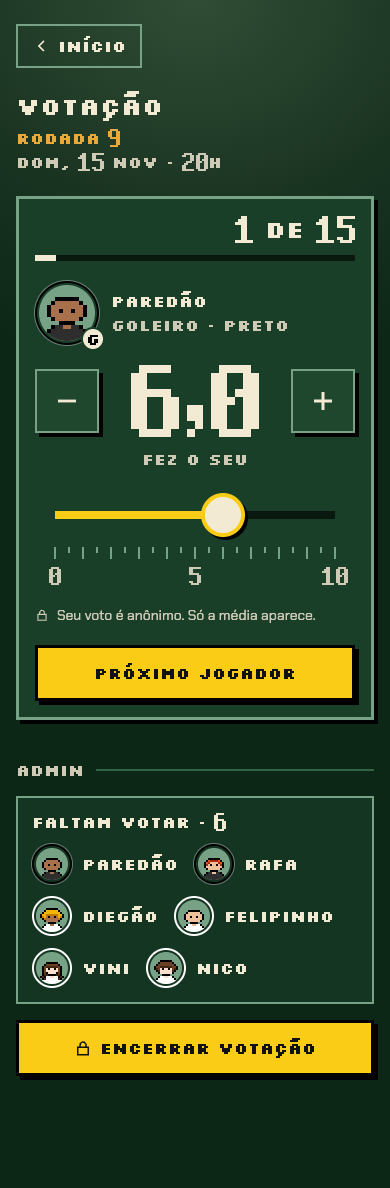 INÍCIO
VOTAÇÃO
RODADA 9
DOM, 15 NOV · 20H
1 DE 15
PAREDÃO
GOLEIRO · PRETO
G
− 6,0 +
FEZ O SEU
0 5 10
Seu voto é anônimo. Só a média aparece.
PRÓXIMO JOGADOR
ADMIN
FALTAM VOTAR · 6
PAREDÃO RAFA
DIEGÃO FELIPINHO
VINI NICO
ENCERRAR VOTAÇÃO